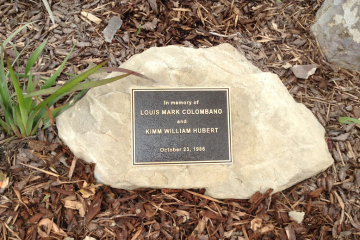 In memory of
LOUIS MARK COLOMBANO
and
KIMM WILLIAM HUBERT
October 23, 1986